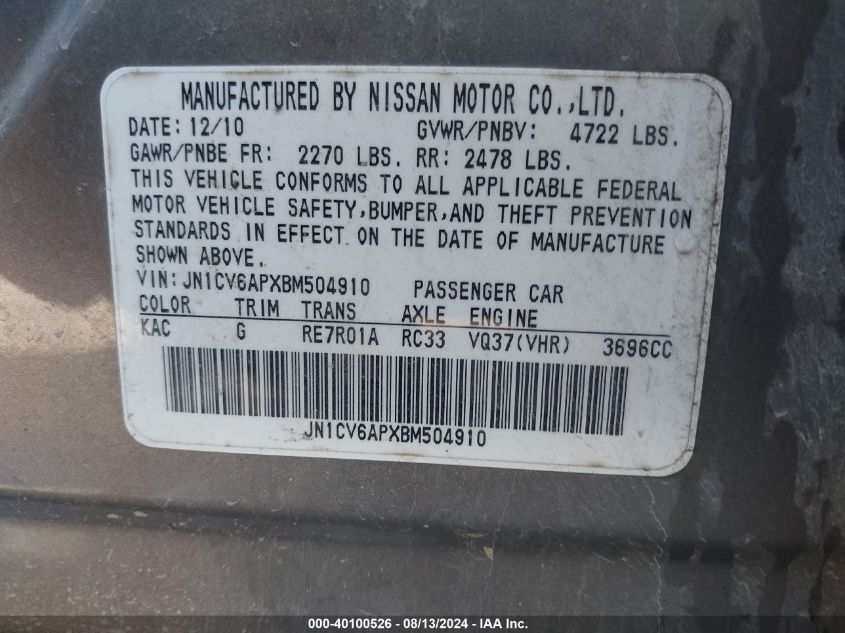 MANUFACTURED BY NISSAN MOTOR CO.,LTD.
DATE: 12/10 GVWR/PNBV: 4722 LBS.
GAWR/PNBE FR: 2270 LBS. RR: 2478 LBS.
THIS VEHICLE CONFORMS TO ALL APPLICABLE FEDERAL
MOTOR VEHICLE SAFETY,BUMPER,AND THEFT PREVENTION
STANDARDS IN EFFECT ON THE DATE OF MANUFACTURE
SHOWN ABOVE.
VIN:JN1CV6APXBM504910 PASSENGER CAR
COLOR TRIM TRANS AXLE ENGINE
KAC G RE7R01A RC33 VQ37(VHR) 3696CC
JN1CV6APXBM504910
000-40100526 - 08/13/2024 - IAA Inc.